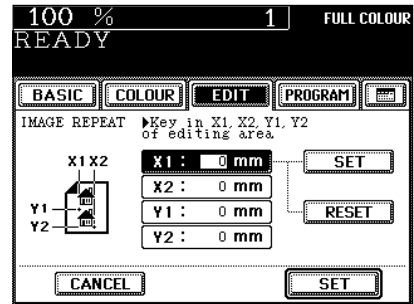 100 % 1 FULL COLOUR
READY
BASIC COLOUR EDIT PROGRAM
IMAGE REPEAT ▶Key in X1, X2, Y1, Y2
of editing area
X1 X2
X1 : 0 mm SET
X2 : 0 mm
Y1
Y1 : 0 mm RESET
Y2
Y2 : 0 mm
CANCEL SET